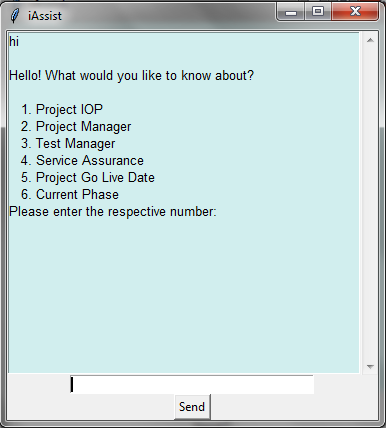 iAssist
hi
Hello! What would you like to know about?
1. Project IOP
2. Project Manager
3. Test Manager
4. Service Assurance
5. Project Go Live Date
6. Current Phase
Please enter the respective number:
Send